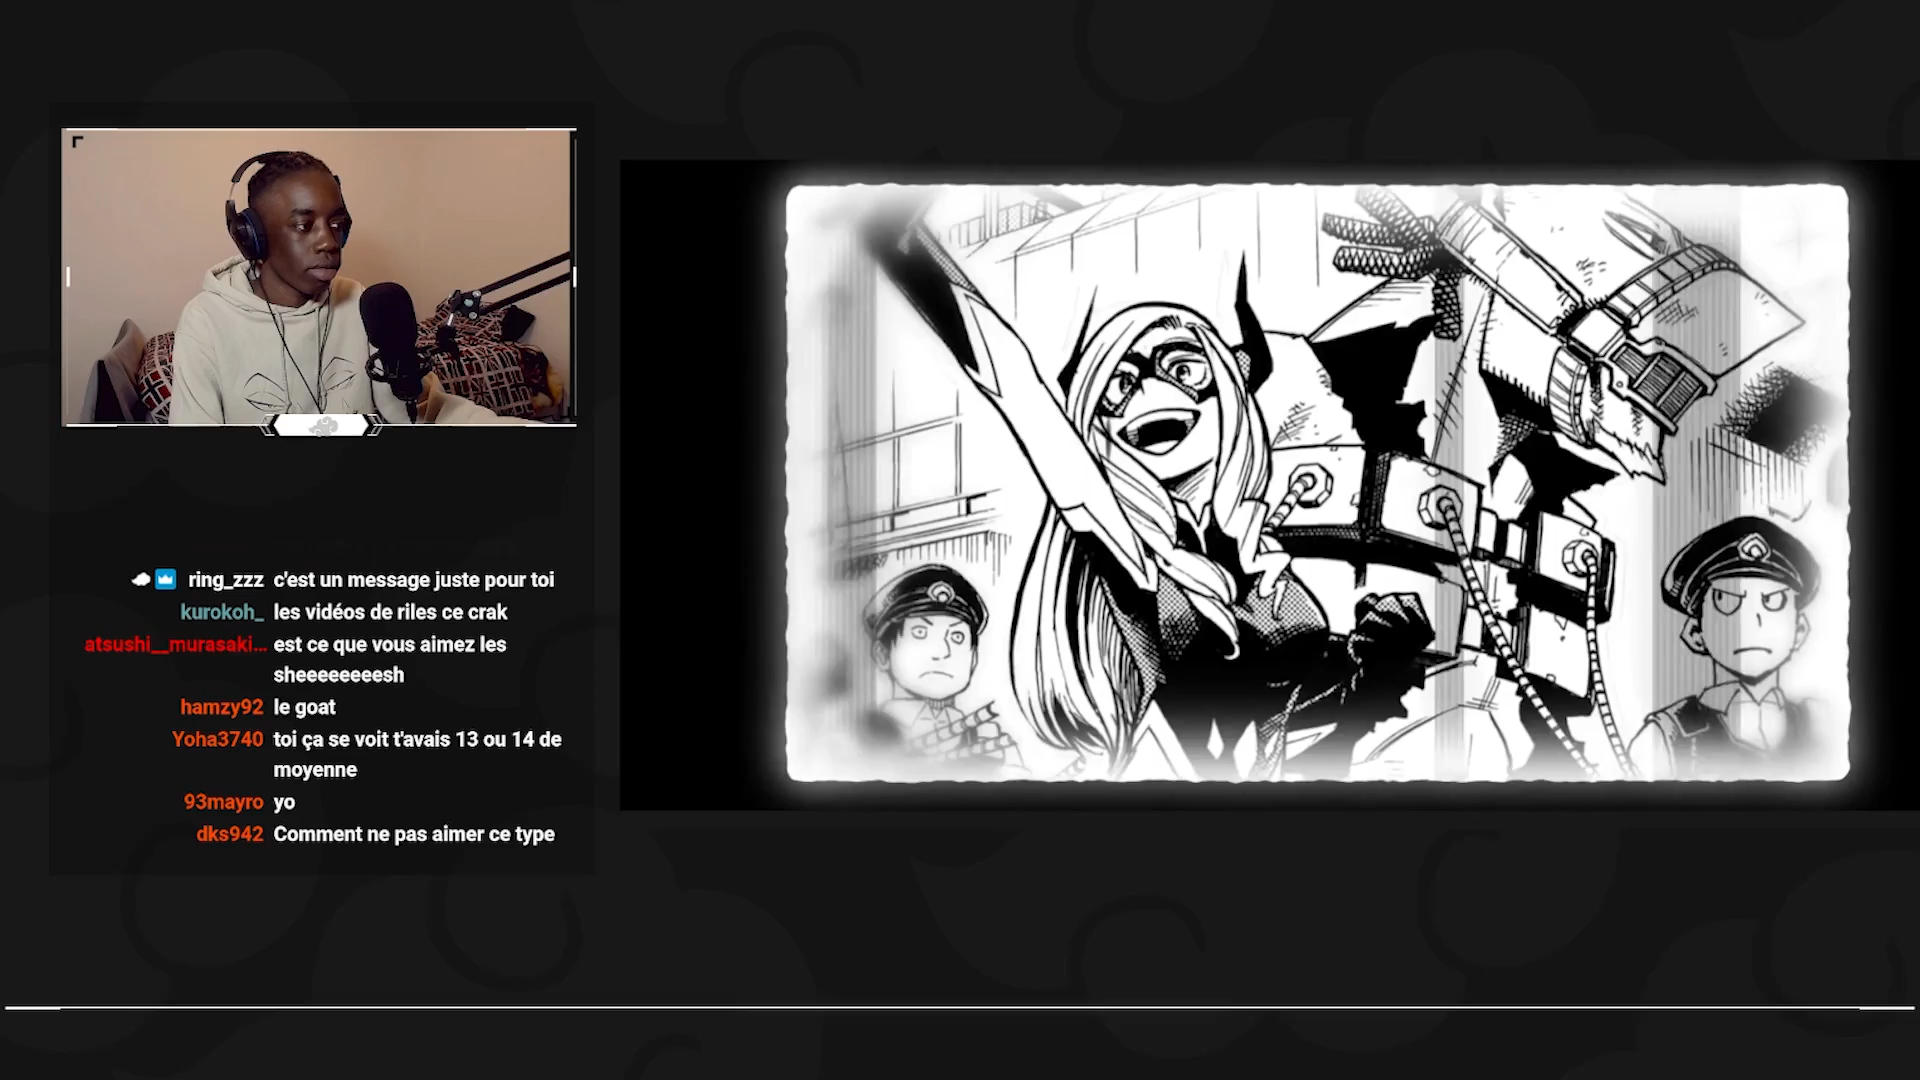 ring_zzz c'est un message juste pour toi
kurokoh_ les vidéos de riles ce crak
atsushi__murasaki... est ce que vous aimez les
sheeeeeeeesh
hamzy92 le goat
Yoha3740 toi ça se voit t'avais 13 ou 14 de
moyenne
93mayro yo
dks942 Comment ne pas aimer ce type